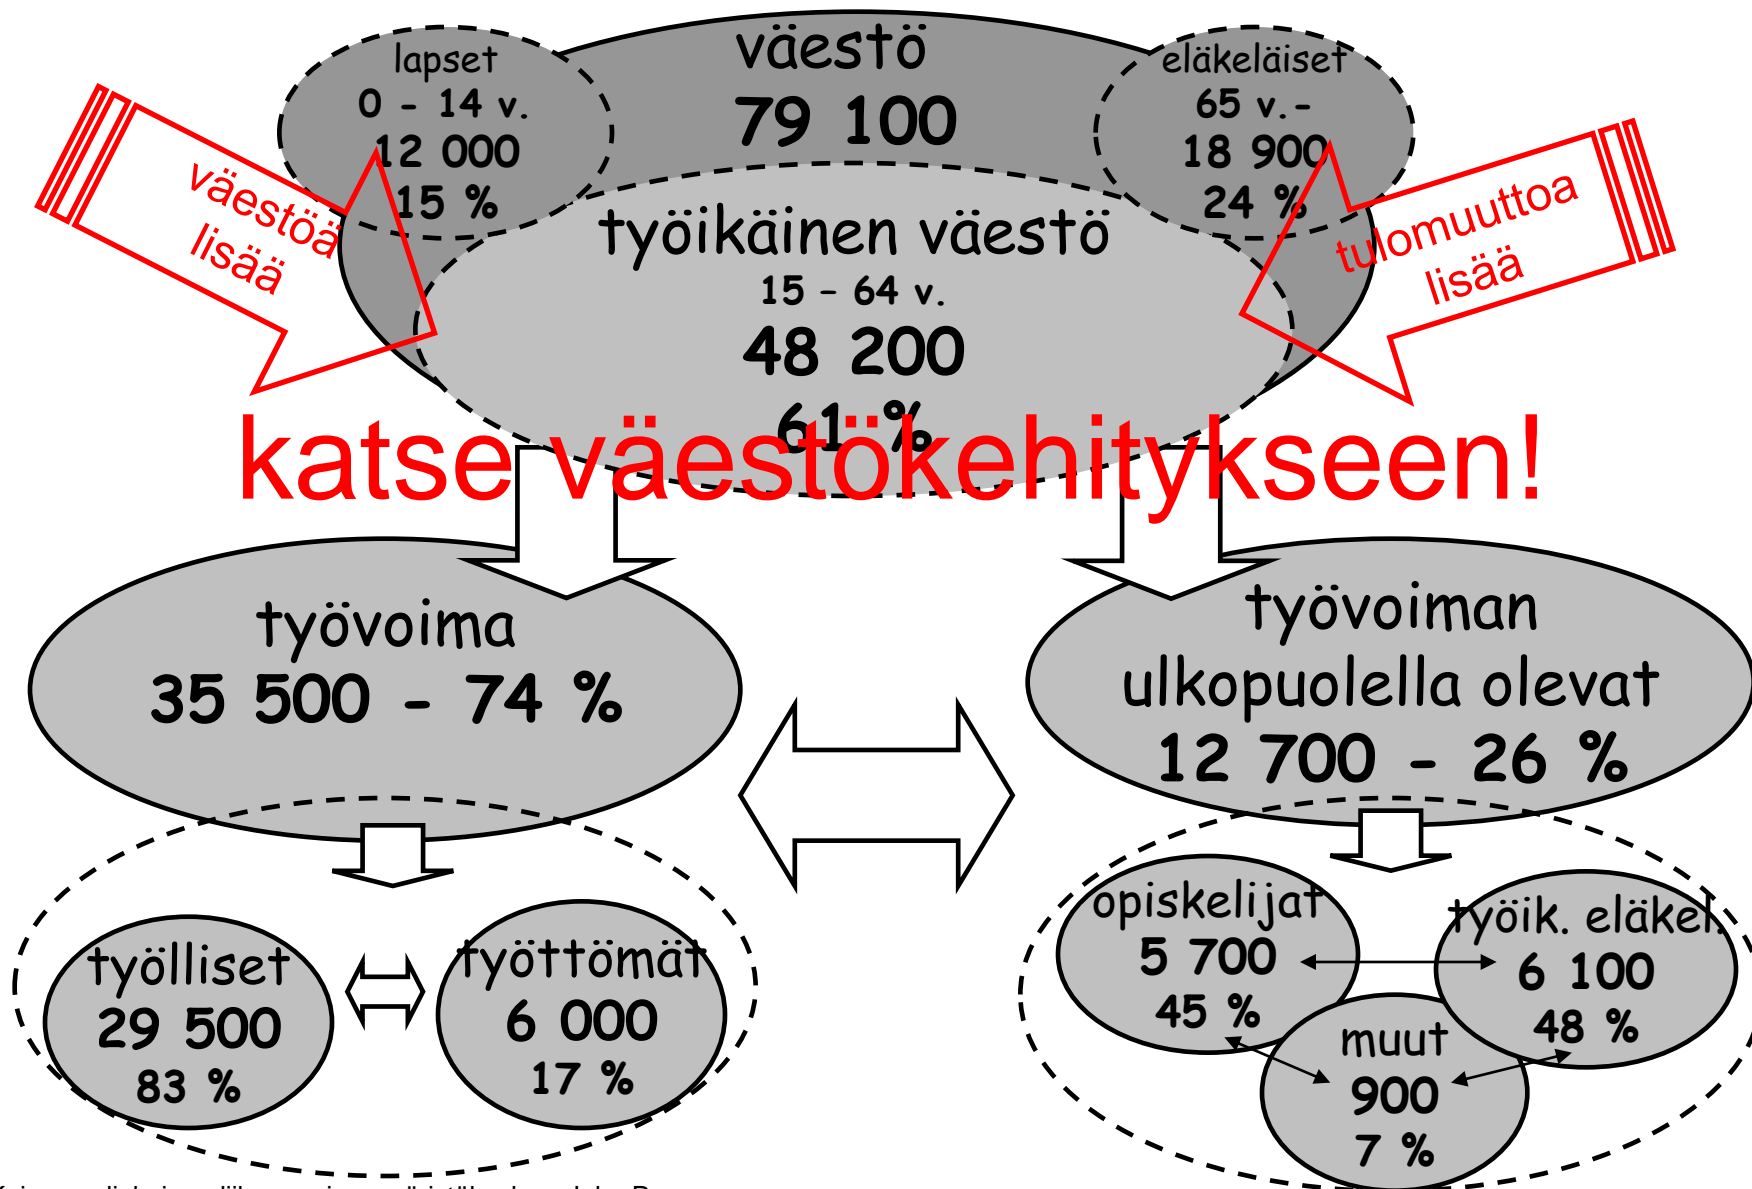 väestö
79 100
lapset
0 - 14 v.
12 000
15 %
eläkeläiset
65 v.-
18 900
24 %
väestöä
lisää
tulomuuttoa
lisää
työikäinen väestö
15 - 64 v.
48 200
61 %
katse väestökehitykseen!
työvoima
35 500 - 74 %
työvoiman
ulkopuolella olevat
12 700 - 26 %
työlliset
29 500
83 %
työttömät
6 000
17 %
opiskelijat
5 700
45 %
työik. eläkel.
6 100
48 %
muut
900
7 %